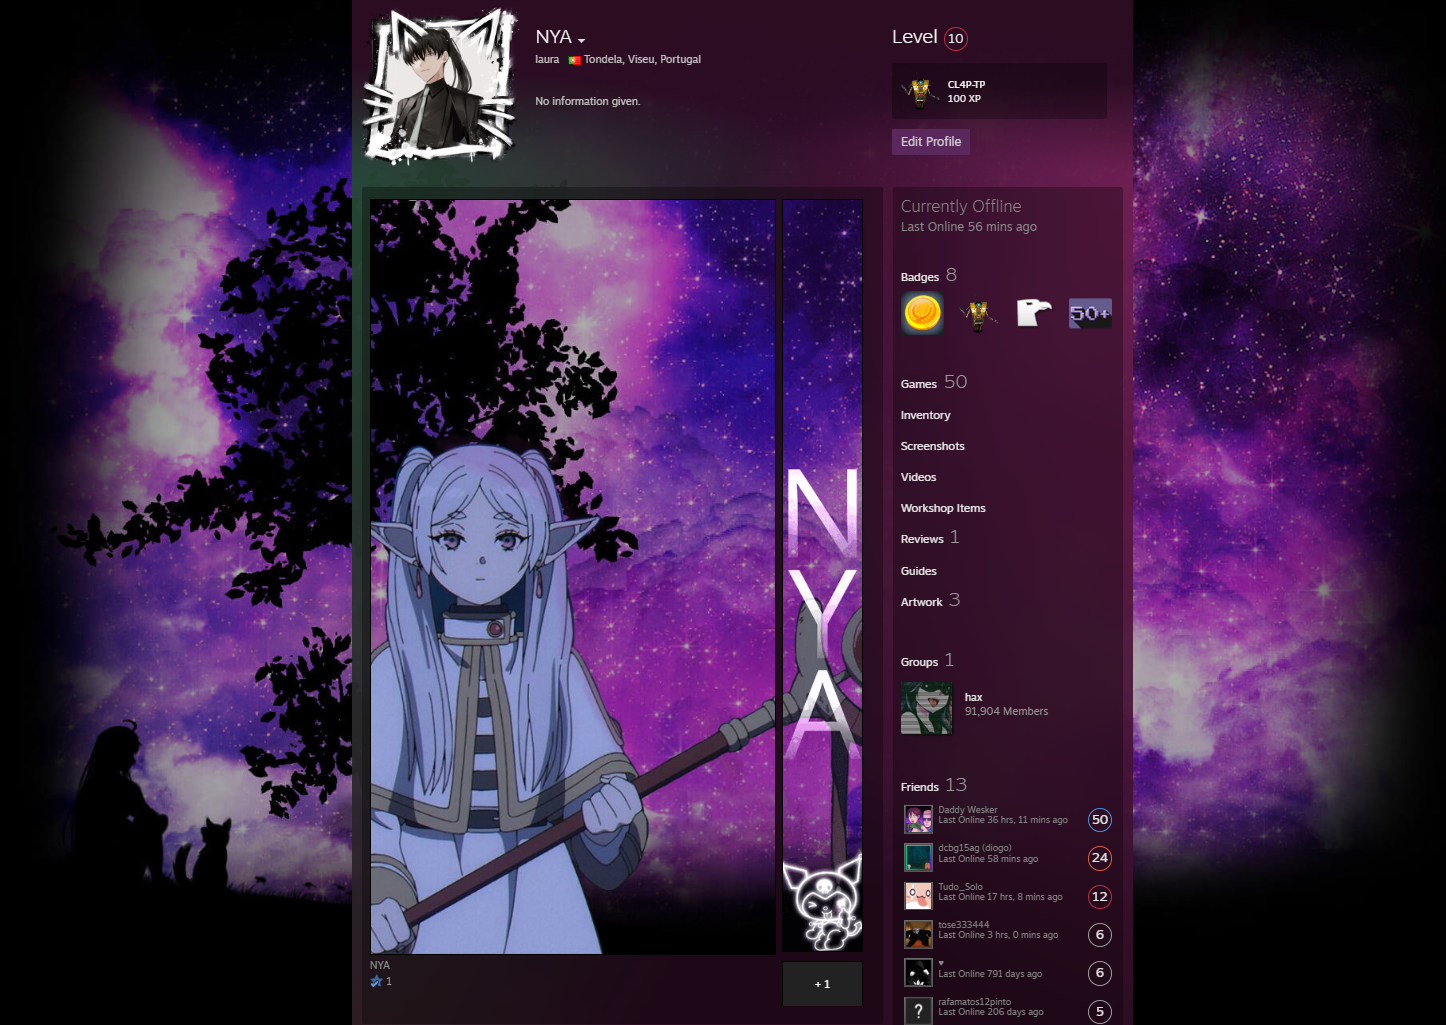 NYA
laura Tondela, Viseu, Portugal
No information given.
Level 10
CL4P-TP
100 XP
Edit Profile
NYA
NYA
1
+ 1
Currently Offline
Last Online 56 mins ago
Badges 8
50+
Games 50
Inventory
Screenshots
Videos
Workshop Items
Reviews 1
Guides
Artwork 3
Groups 1
hax
91,904 Members
Friends 13
Daddy Wesker
Last Online 36 hrs, 11 mins ago
50
dcbg15ag (diogo)
Last Online 58 mins ago
24
Tudo_Solo
Last Online 17 hrs, 8 mins ago
12
tose333444
Last Online 3 hrs, 0 mins ago
6
♥
Last Online 791 days ago
6
rafamatos12pinto
Last Online 206 days ago
?
5